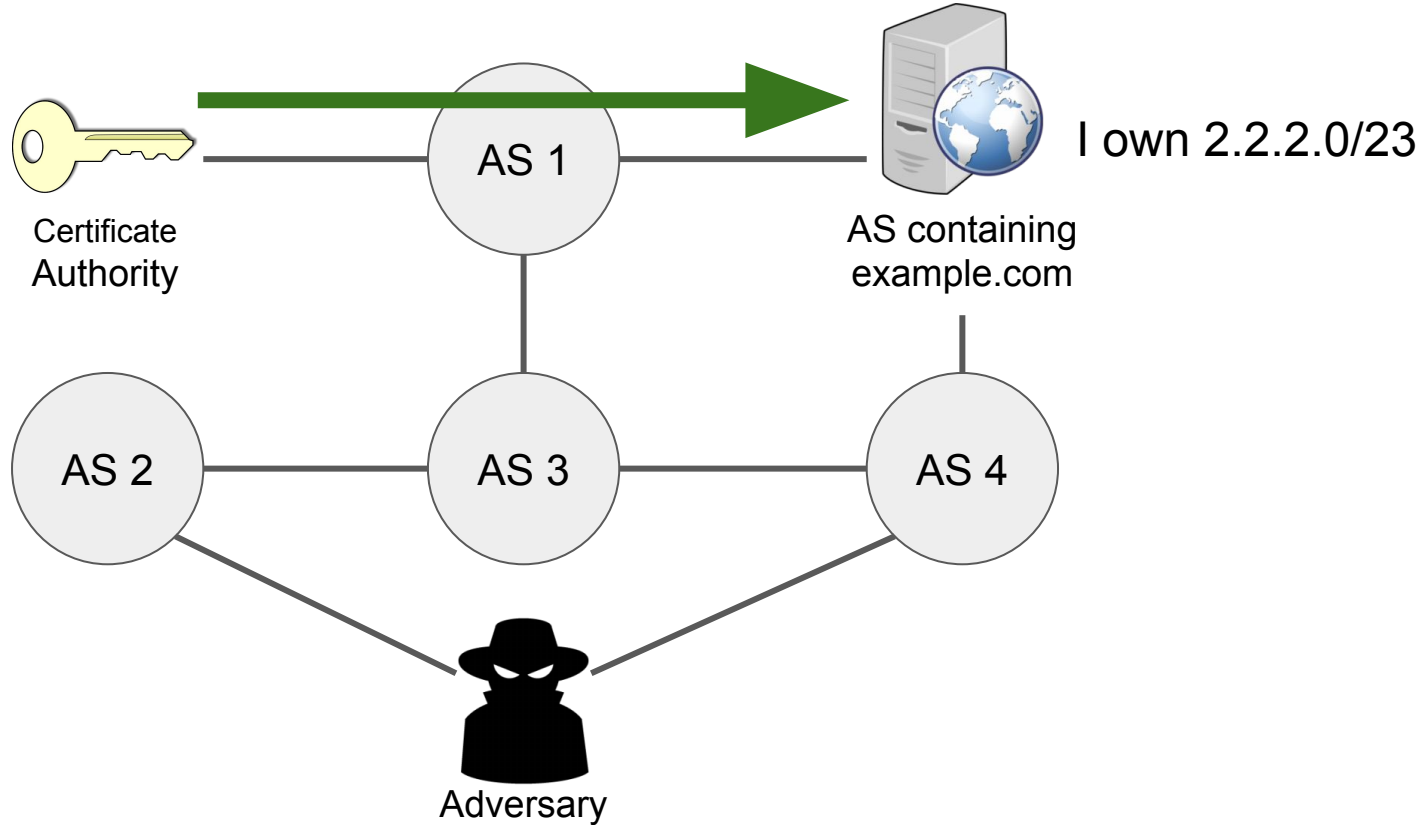 AS 1
I own 2.2.2.0/23
Certificate
Authority
AS containing
example.com
AS 2
AS 3
AS 4
Adversary